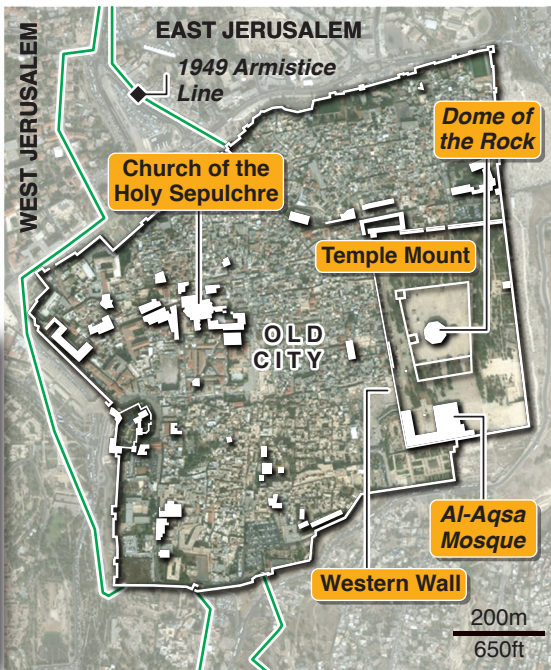 WEST JERUSALEM
EAST JERUSALEM
1949 Armistice
Line
Dome of
the Rock
Church of the
Holy Sepulchre
Temple Mount
OLD
CITY
Al-Aqsa
Mosque
Western Wall
200m
650ft